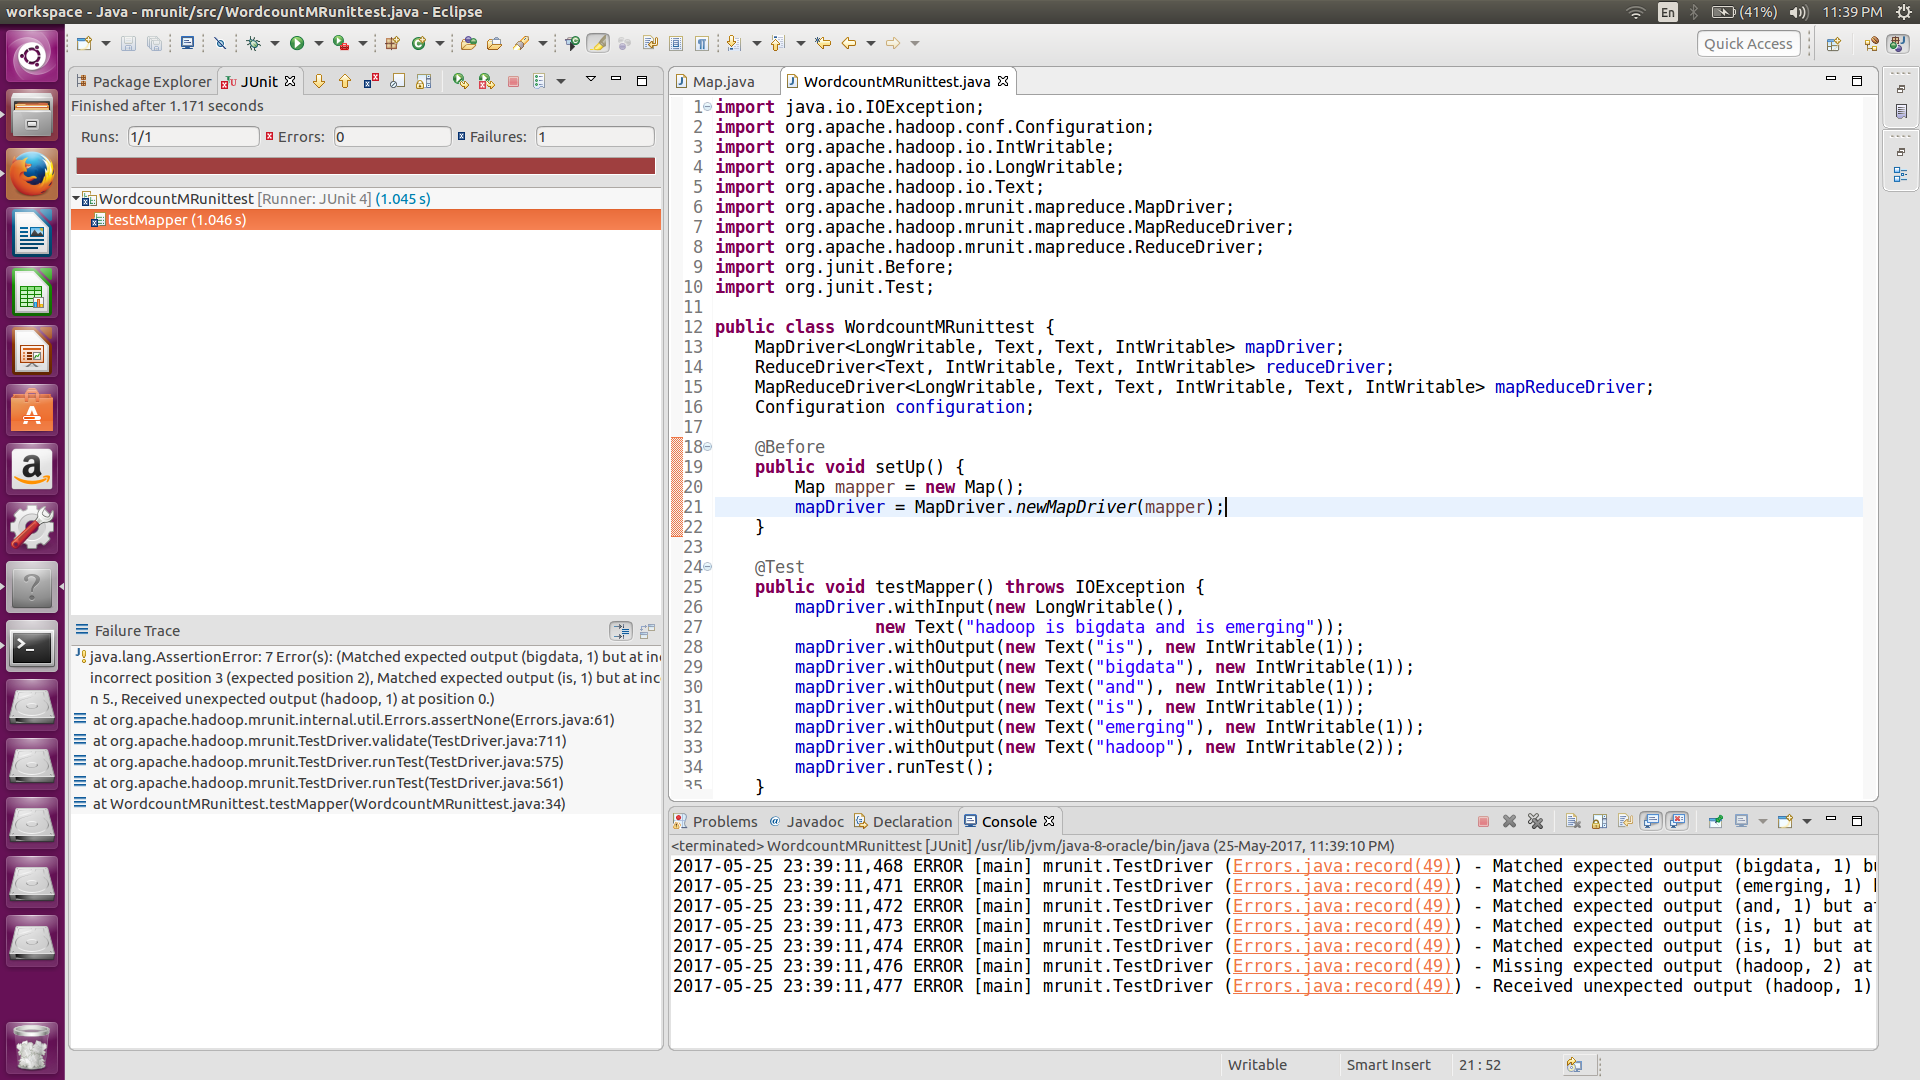 workspace - Java - mrunit/src/WordcountMRunittest.java - Eclipse
En (41%) 11:39 PM
Quick Access
Package Explorer JUnit
Finished after 1.171 seconds
Runs: 1/1 Errors: 0 Failures: 1
WordcountMRunittest [Runner: JUnit 4] (1.045 s)
testMapper (1.046 s)
Failure Trace
java.lang.AssertionError: 7 Error(s): (Matched expected output (bigdata, 1) but at
incorrect position 3 (expected position 2), Matched expected output (is, 1) but at
n 5., Received unexpected output (hadoop, 1) at position 0.)
at org.apache.hadoop.mrunit.internal.util.Errors.assertNone(Errors.java:61)
at org.apache.hadoop.mrunit.TestDriver.validate(TestDriver.java:711)
at org.apache.hadoop.mrunit.TestDriver.runTest(TestDriver.java:575)
at org.apache.hadoop.mrunit.TestDriver.runTest(TestDriver.java:561)
at WordcountMRunittest.testMapper(WordcountMRunittest.java:34)
Map.java WordcountMRunittest.java
1 import java.io.IOException;
2 import org.apache.hadoop.conf.Configuration;
3 import org.apache.hadoop.io.IntWritable;
4 import org.apache.hadoop.io.LongWritable;
5 import org.apache.hadoop.io.Text;
6 import org.apache.hadoop.mrunit.mapreduce.MapDriver;
7 import org.apache.hadoop.mrunit.mapreduce.MapReduceDriver;
8 import org.apache.hadoop.mrunit.mapreduce.ReduceDriver;
9 import org.junit.Before;
10 import org.junit.Test;
11
12 public class WordcountMRunittest {
13 MapDriver<LongWritable, Text, Text, IntWritable> mapDriver;
14 ReduceDriver<Text, IntWritable, Text, IntWritable> reduceDriver;
15 MapReduceDriver<LongWritable, Text, Text, IntWritable, Text, IntWritable> mapReduceDriver;
16 Configuration configuration;
17
18 @Before
19 public void setUp() {
20 Map mapper = new Map();
21 mapDriver = MapDriver.newMapDriver(mapper);
22 }
23
24 @Test
25 public void testMapper() throws IOException {
26 mapDriver.withInput(new LongWritable(),
27 new Text("hadoop is bigdata and is emerging"));
28 mapDriver.withOutput(new Text("is"), new IntWritable(1));
29 mapDriver.withOutput(new Text("bigdata"), new IntWritable(1));
30 mapDriver.withOutput(new Text("and"), new IntWritable(1));
31 mapDriver.withOutput(new Text("is"), new IntWritable(1));
32 mapDriver.withOutput(new Text("emerging"), new IntWritable(1));
33 mapDriver.withOutput(new Text("hadoop"), new IntWritable(2));
34 mapDriver.runTest();
35 }
Problems Javadoc Declaration Console
<terminated> WordcountMRunittest [JUnit] /usr/lib/jvm/java-8-oracle/bin/java (25-May-2017, 11:39:10 PM)
2017-05-25 23:39:11,468 ERROR [main] mrunit.TestDriver (Errors.java:record(49)) - Matched expected output (bigdata, 1)
2017-05-25 23:39:11,471 ERROR [main] mrunit.TestDriver (Errors.java:record(49)) - Matched expected output (emerging, 1)
2017-05-25 23:39:11,472 ERROR [main] mrunit.TestDriver (Errors.java:record(49)) - Matched expected output (and, 1) but
2017-05-25 23:39:11,473 ERROR [main] mrunit.TestDriver (Errors.java:record(49)) - Matched expected output (is, 1) but at
2017-05-25 23:39:11,474 ERROR [main] mrunit.TestDriver (Errors.java:record(49)) - Matched expected output (is, 1) but at
2017-05-25 23:39:11,476 ERROR [main] mrunit.TestDriver (Errors.java:record(49)) - Missing expected output (hadoop, 2) at
2017-05-25 23:39:11,477 ERROR [main] mrunit.TestDriver (Errors.java:record(49)) - Received unexpected output (hadoop, 1)
Writable Smart Insert 21 : 52